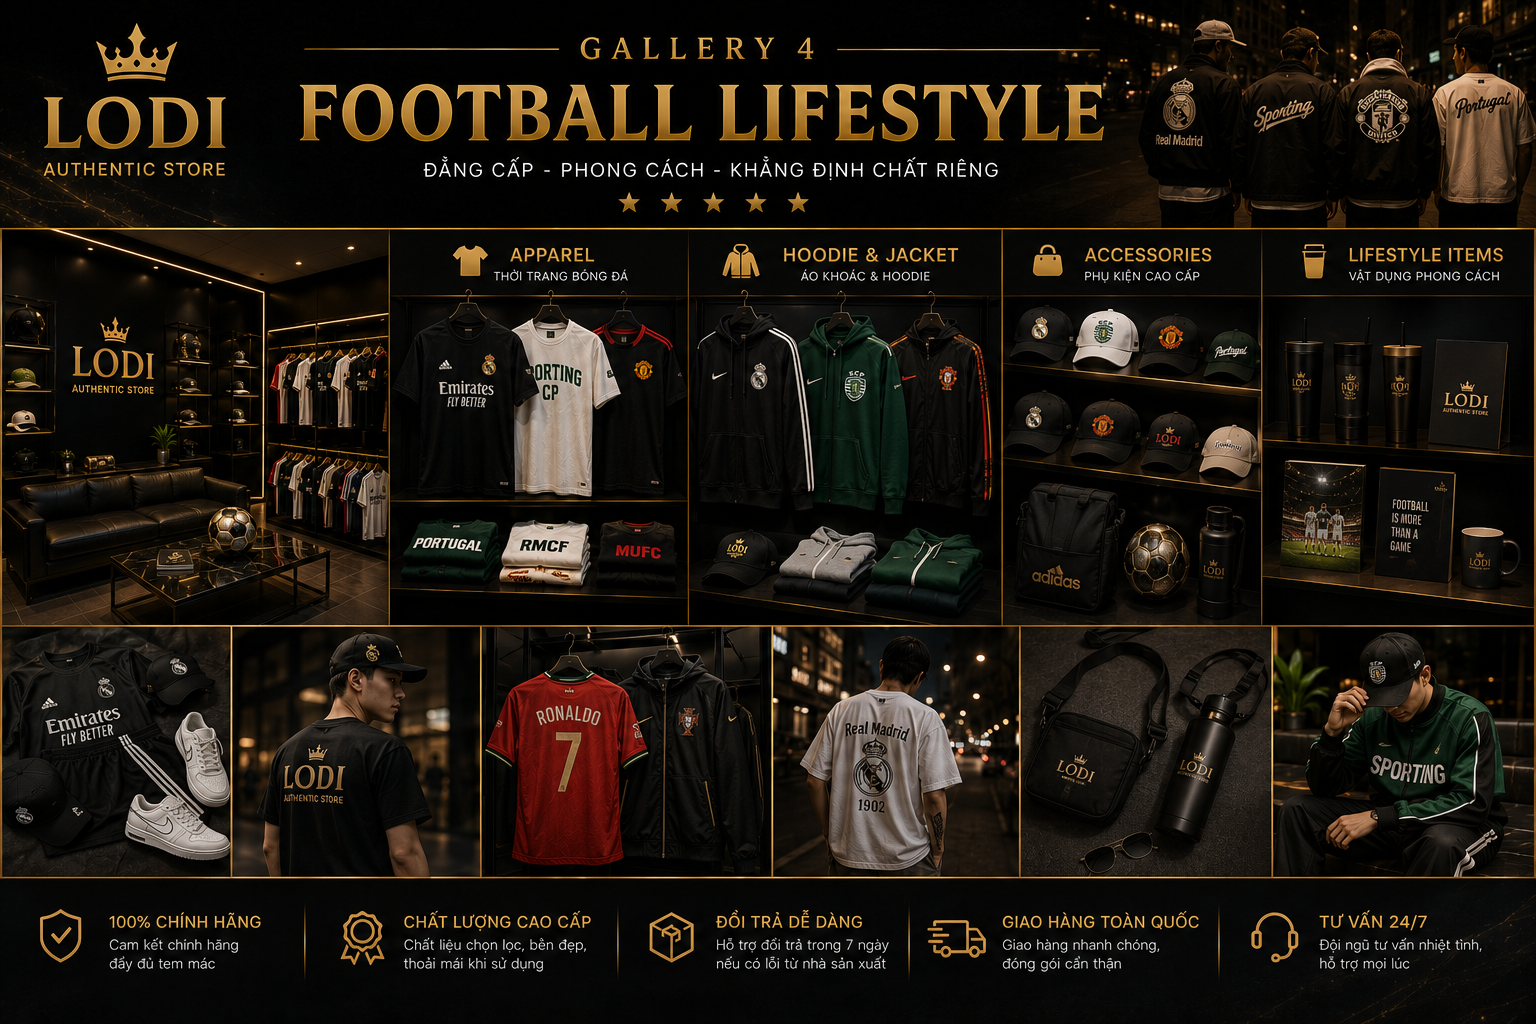 LODI
AUTHENTIC STORE
GALLERY 4
FOOTBALL LIFESTYLE
ĐẲNG CẤP - PHONG CÁCH - KHẲNG ĐỊNH CHẤT RIÊNG
Real Madrid
Sporting
UNITED
Portugal
LODI
AUTHENTIC STORE
APPAREL
THỜI TRANG BÓNG ĐÁ
HOODIE & JACKET
ÁO KHOÁC & HOODIE
ACCESSORIES
PHỤ KIỆN CAO CẤP
LIFESTYLE ITEMS
VẬT DỤNG PHONG CÁCH
adidas
Emirates
FLY BETTER
PORTING
CP
PORTUGAL
RMCF
MUFC
SCP
LODI
SCP
Portugal
LODI
adidas
LODI
LODI
AUTHENTIC STORE
FOOTBALL
IS MORE
THAN A
GAME
LODI
Emirates
FLY BETTER
LODI
AUTHENTIC STORE
RONALDO
7
Real Madrid
1902
LODI
LODI
SCP
SPORTING
100% CHÍNH HÃNG
Cam kết chính hãng
đầy đủ tem mác
CHẤT LƯỢNG CAO CẤP
Chất liệu chọn lọc, bền đẹp,
thoải mái khi sử dụng
ĐỔI TRẢ DỄ DÀNG
Hỗ trợ đổi trả trong 7 ngày
nếu có lỗi từ nhà sản xuất
GIAO HÀNG TOÀN QUỐC
Giao hàng nhanh chóng,
đóng gói cẩn thận
TƯ VẤN 24/7
Đội ngũ tư vấn nhiệt tình,
hỗ trợ mọi lúc